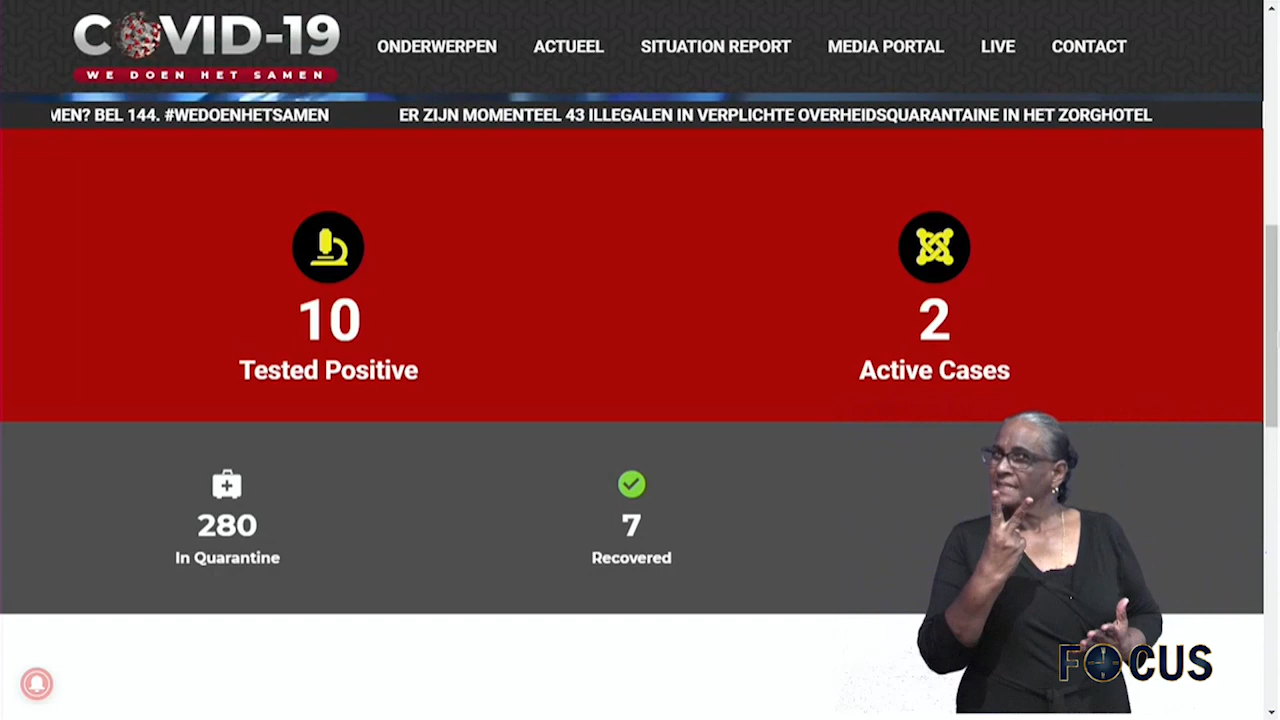 COVID-19
WE DOEN HET SAMEN
ONDERWERPEN ACTUEEL SITUATION REPORT MEDIA PORTAL LIVE CONTACT
MEN? BEL 144. #WEDOENHETSAMEN ER ZIJN MOMENTEEL 43 ILLEGALEN IN VERPLICHTE OVERHEIDSQUARANTAINE IN HET ZORGHOTEL
10
Tested Positive
2
Active Cases
280
In Quarantine
7
Recovered
FOCUS